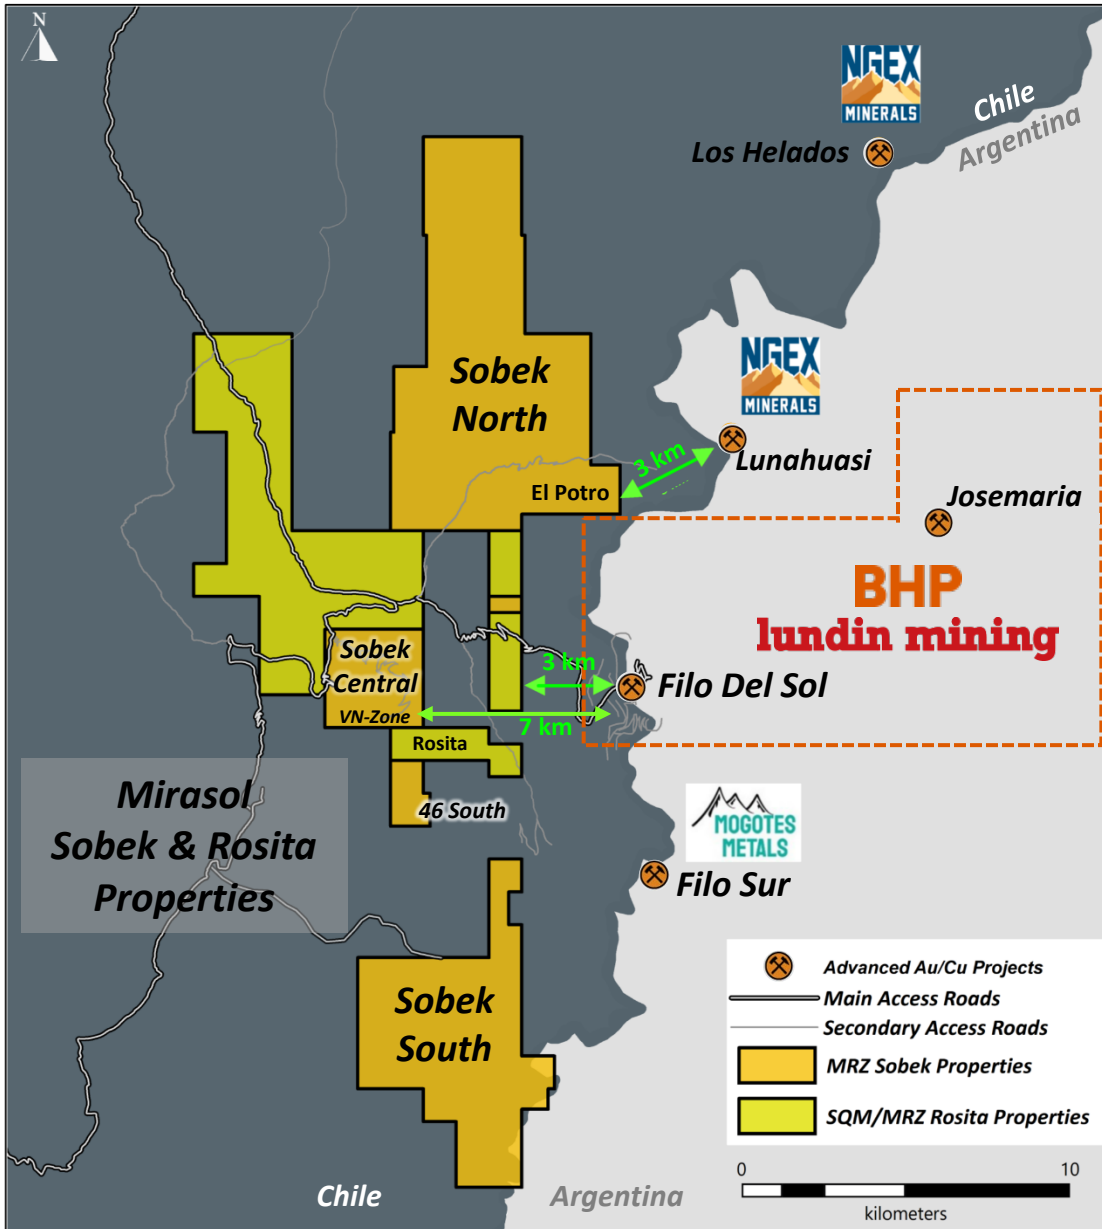 N
NGEX
MINERALS
Chile
Argentina
Los Helados
NGEX
MINERALS
Sobek
North
3 km
Lunahuasi
El Potro
Josemaria
BHP
lundin mining
Sobek
Central
VN-Zone
3 km
Filo Del Sol
7 km
Rosita
Mirasol
Sobek & Rosita
Properties
46 South
MOGOTES
METALS
Filo Sur
Sobek
South
Advanced Au/Cu Projects
Main Access Roads
Secondary Access Roads
MRZ Sobek Properties
SQM/MRZ Rosita Properties
0 10
kilometers
Chile
Argentina